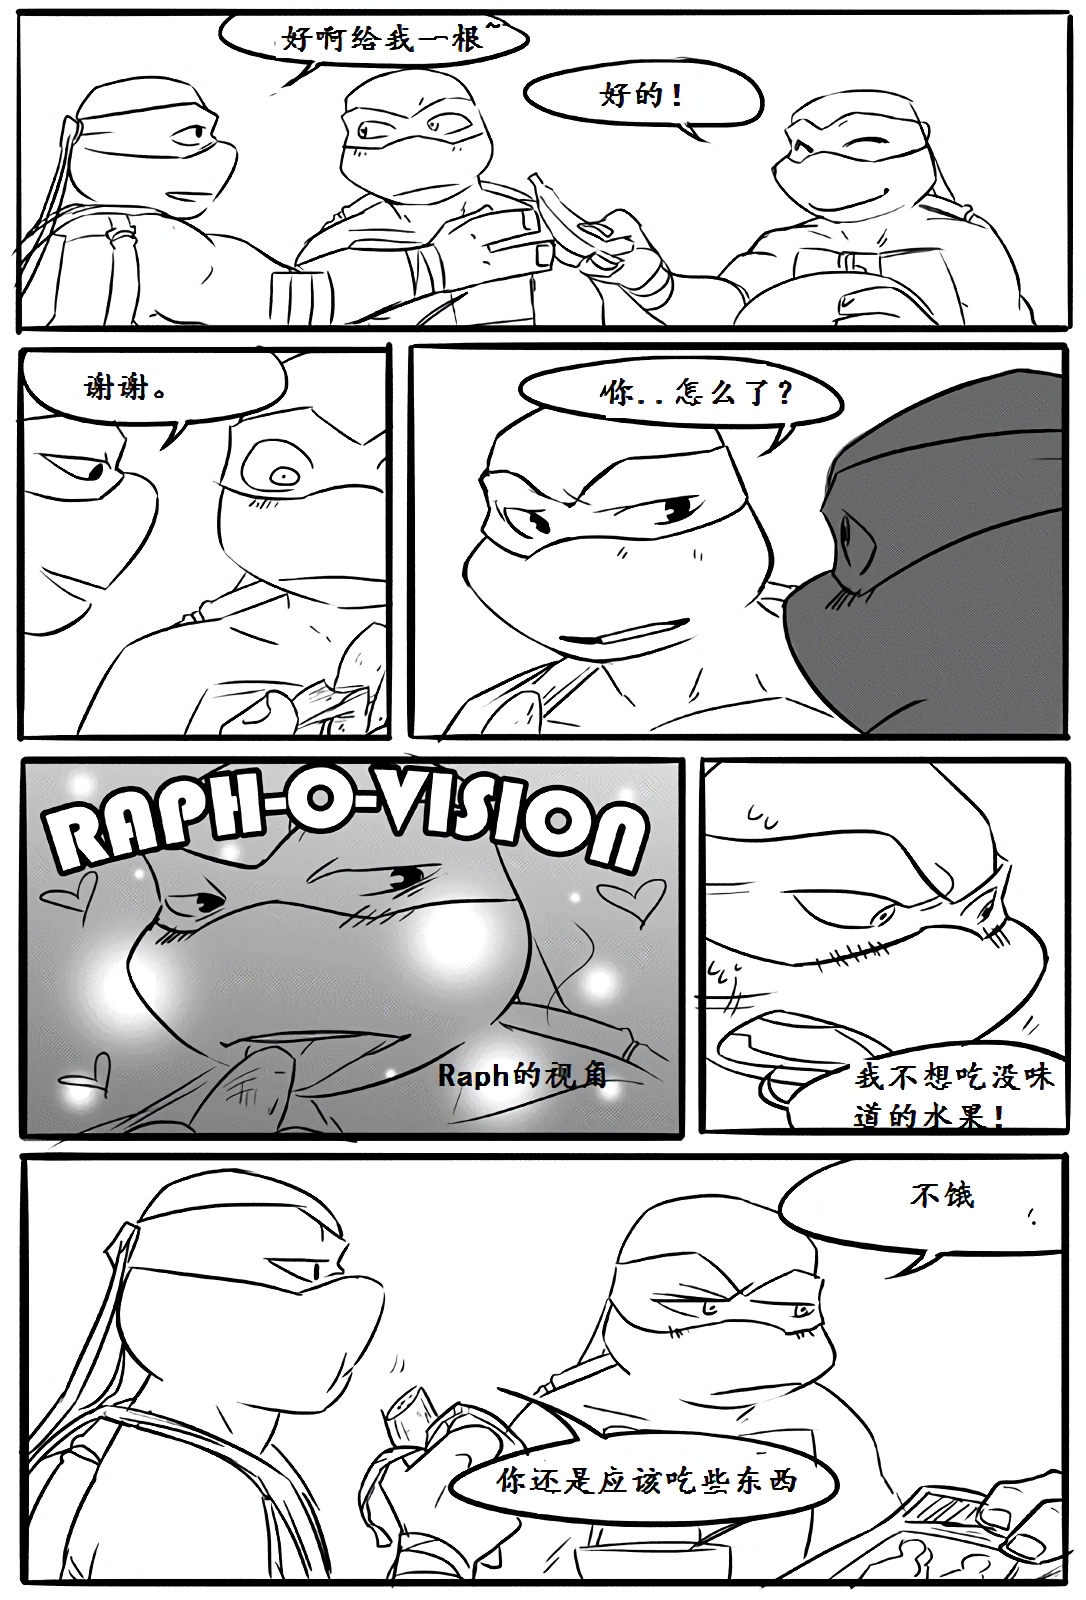 好啊给我一根~
好的！
谢谢。
你..怎么了？
RAPH-O-VISION
Raph的视角
我不想吃没味
道的水果！
不饿
你还是应该吃些东西